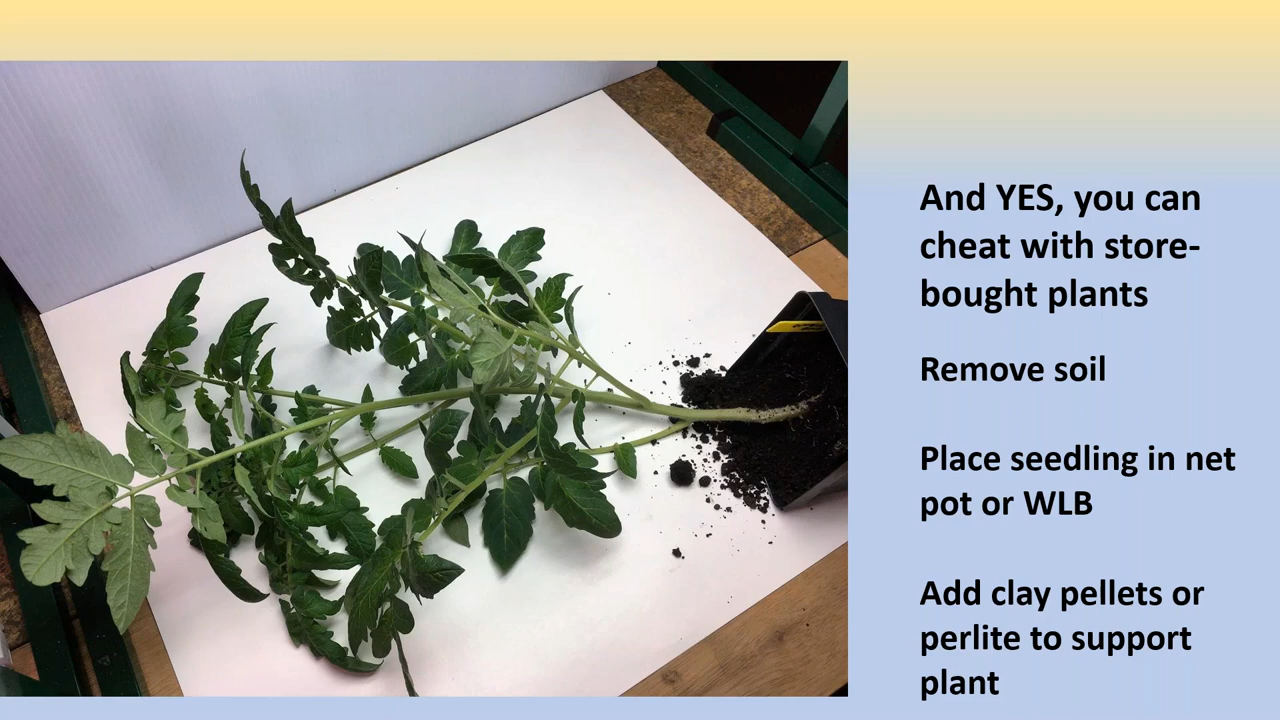 And YES, you can
cheat with store-
bought plants
Remove soil
Place seedling in net
pot or WLB
Add clay pellets or
perlite to support
plant